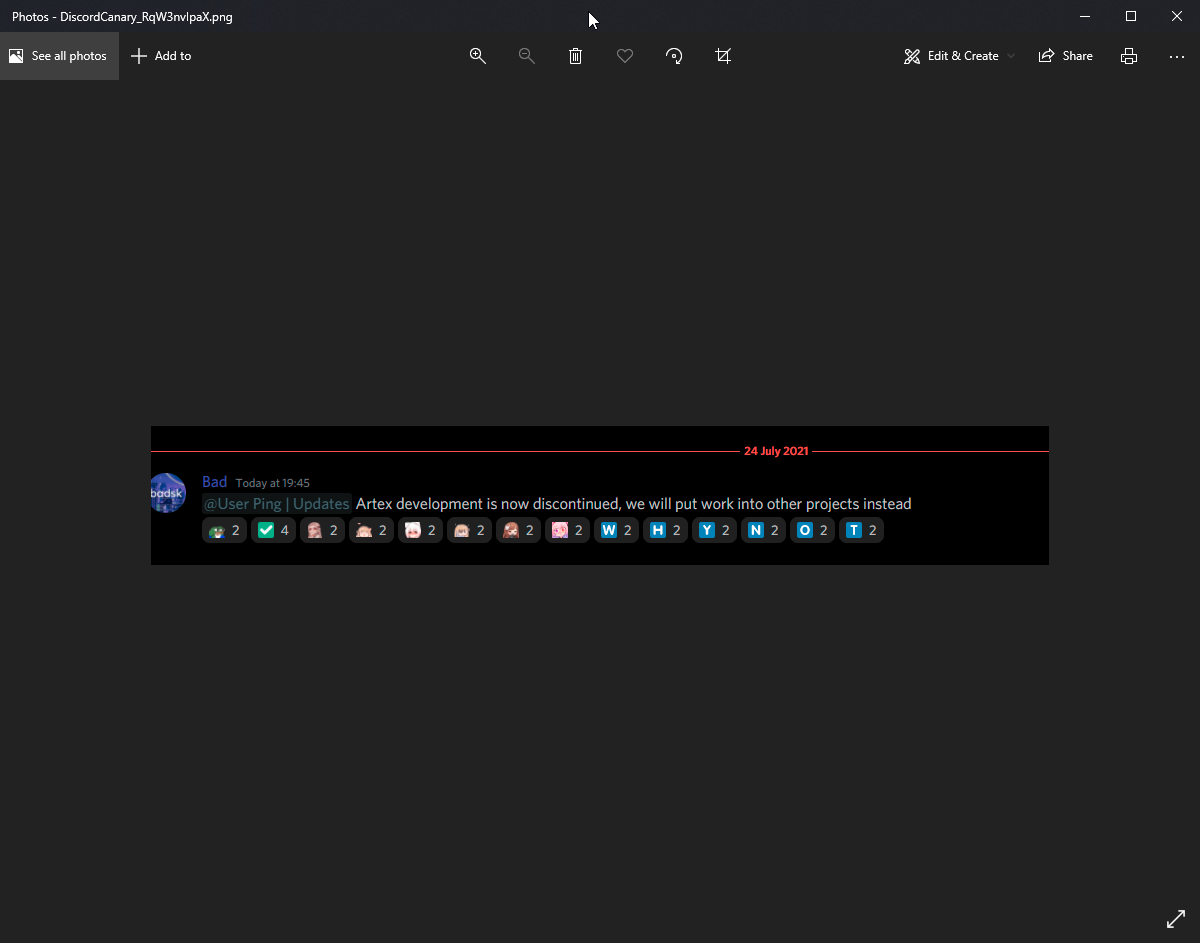 Photos - DiscordCanary_RqW3nvlpaX.png
See all photos Add to Edit & Create Share
24 July 2021
badsk
Bad Today at 19:45
@User Ping | Updates Artex development is now discontinued, we will put work into other projects instead
2 4 2 2 2 2 2 2 W 2 H 2 Y 2 N 2 O 2 T 2